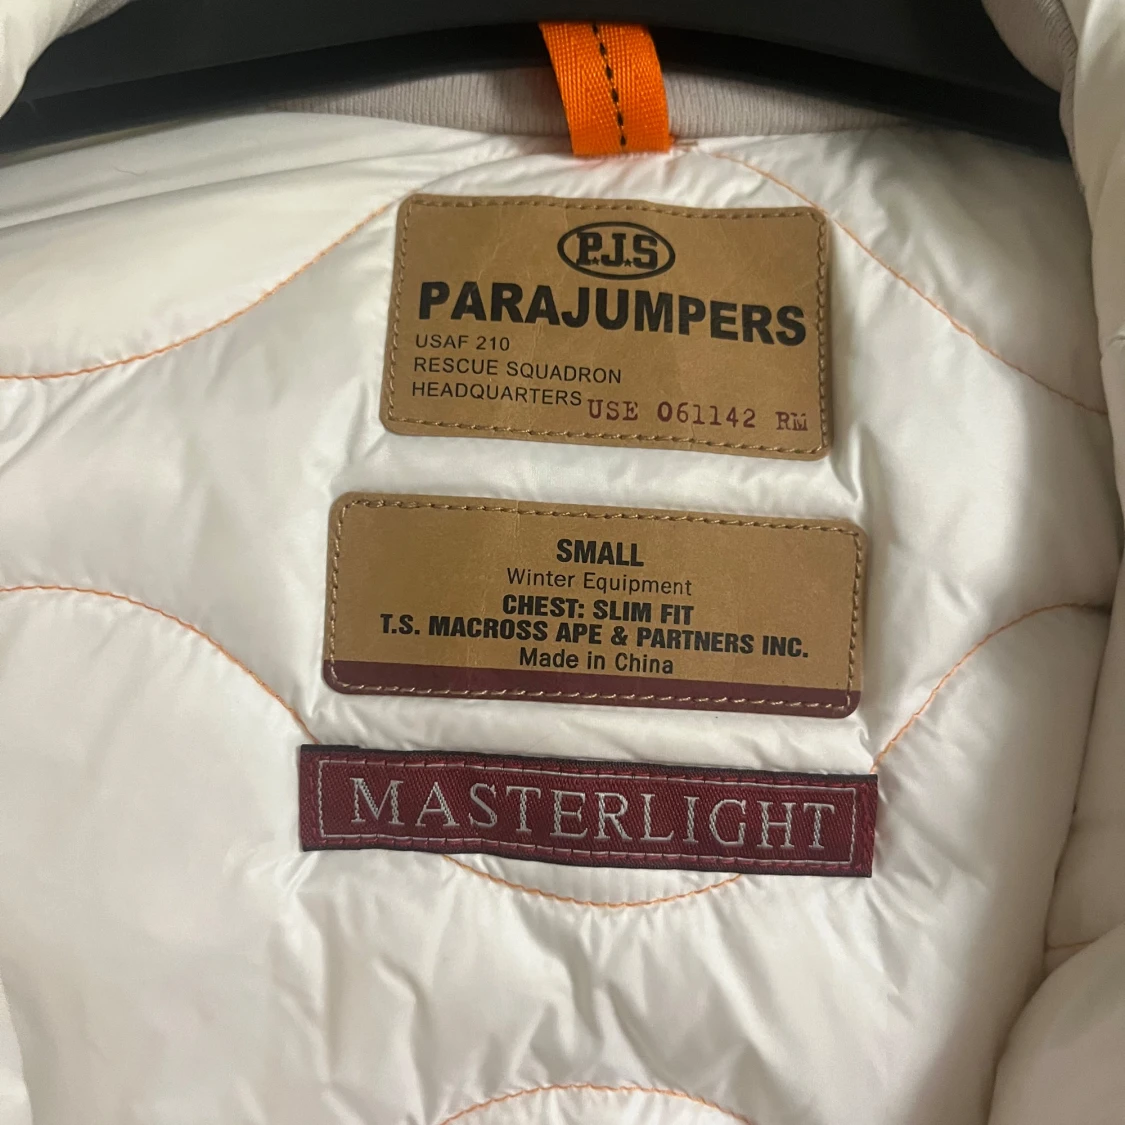 P.J.S
PARAJUMPERS
USAF 210
RESCUE SQUADRON
HEADQUARTERS USE 061142 RM
SMALL
Winter Equipment
CHEST: SLIM FIT
T.S. MACROSS APE & PARTNERS INC.
Made in China
MASTERLIGHT